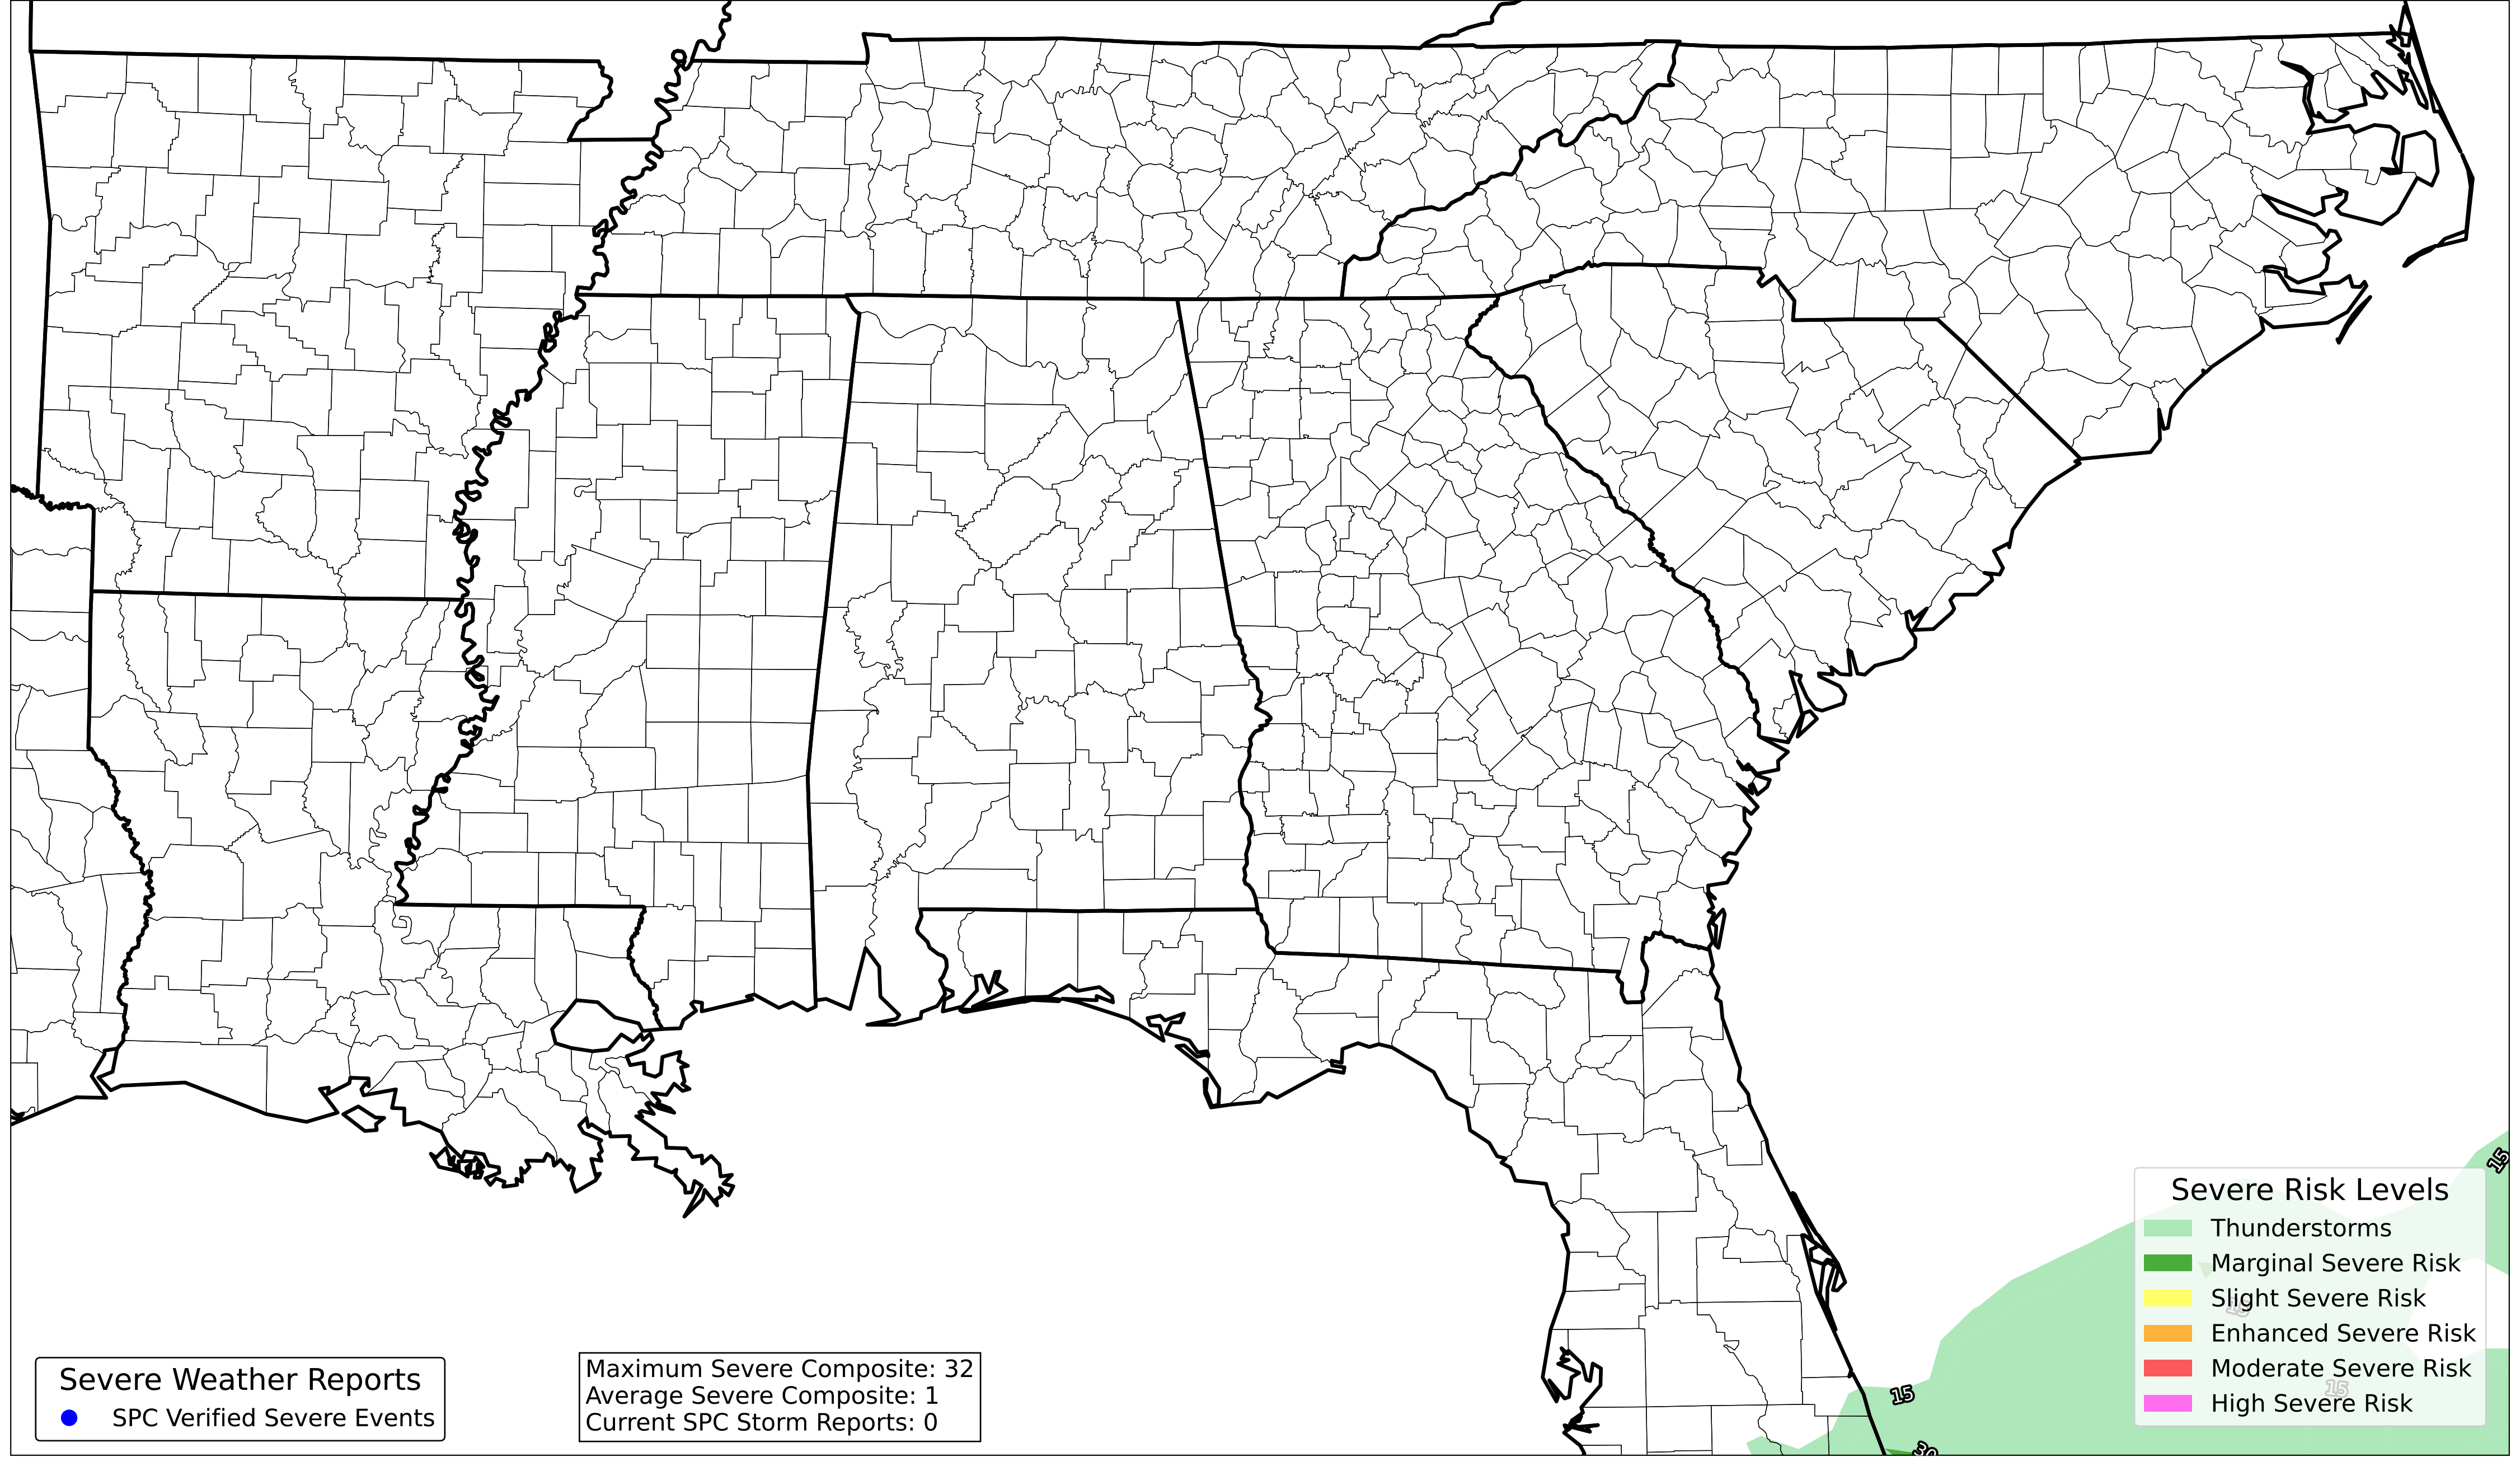 15
Severe Risk Levels
Thunderstorms
Marginal Severe Risk
Slight Severe Risk
15
Enhanced Severe Risk
Moderate Severe Risk
15
High Severe Risk
Severe Weather Reports
SPC Verified Severe Events
Maximum Severe Composite: 32
Average Severe Composite: 1
Current SPC Storm Reports: 0
15
30